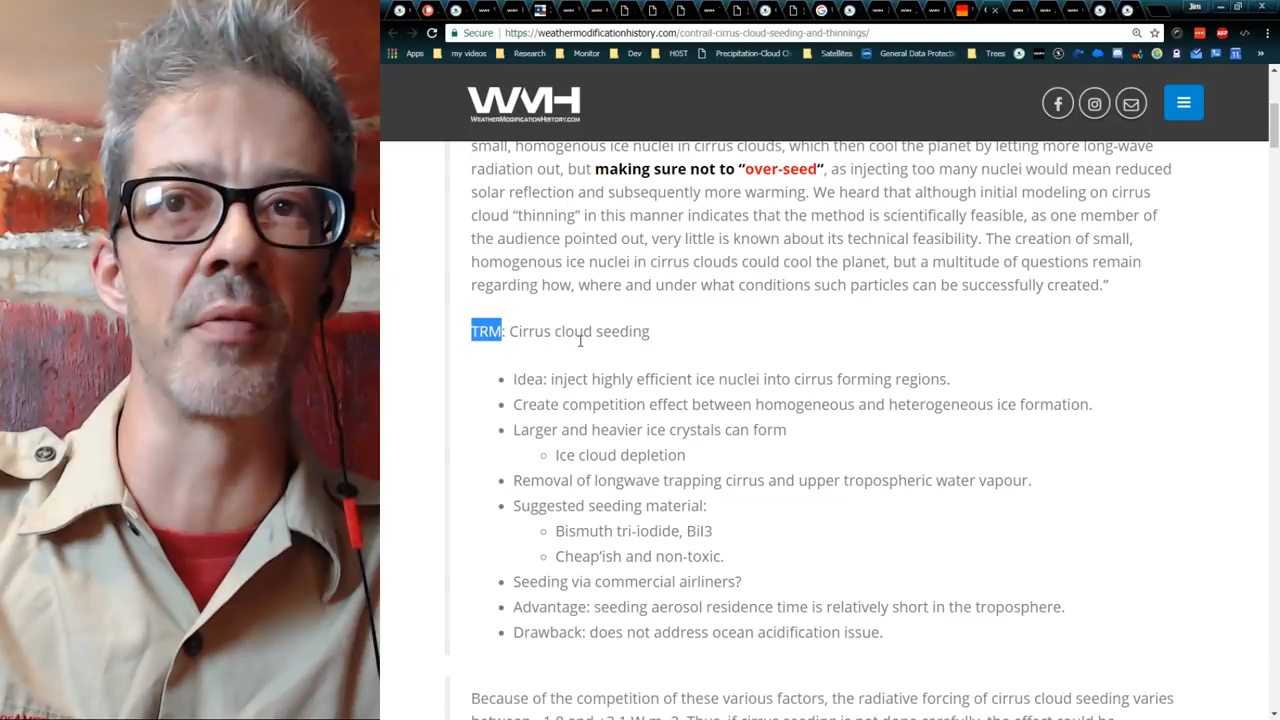 Jim
Secure
https://weathermodificationhistory.com/contrail-cirrus-cloud-seeding-and-thinnings/
Apps my videos Research Monitor Dev H05T Precipitation-Cloud C Satellites General Data Protecti Trees
WMH
WEATHERMODIFICATIONHISTORY.COM
small, homogenous ice nuclei in cirrus clouds, which then cool the planet by letting more long-wave
radiation out, but making sure not to “over-seed“, as injecting too many nuclei would mean reduced
solar reflection and subsequently more warming. We heard that although initial modeling on cirrus
cloud “thinning” in this manner indicates that the method is scientifically feasible, as one member of
the audience pointed out, very little is known about its technical feasibility. The creation of small,
homogenous ice nuclei in cirrus clouds could cool the planet, but a multitude of questions remain
regarding how, where and under what conditions such particles can be successfully created.”
TRM: Cirrus cloud seeding
Idea: inject highly efficient ice nuclei into cirrus forming regions.
Create competition effect between homogeneous and heterogeneous ice formation.
Larger and heavier ice crystals can form
Ice cloud depletion
Removal of longwave trapping cirrus and upper tropospheric water vapour.
Suggested seeding material:
Bismuth tri-iodide, BiI3
Cheap’ish and non-toxic.
Seeding via commercial airliners?
Advantage: seeding aerosol residence time is relatively short in the troposphere.
Drawback: does not address ocean acidification issue.
Because of the competition of these various factors, the radiative forcing of cirrus cloud seeding varies